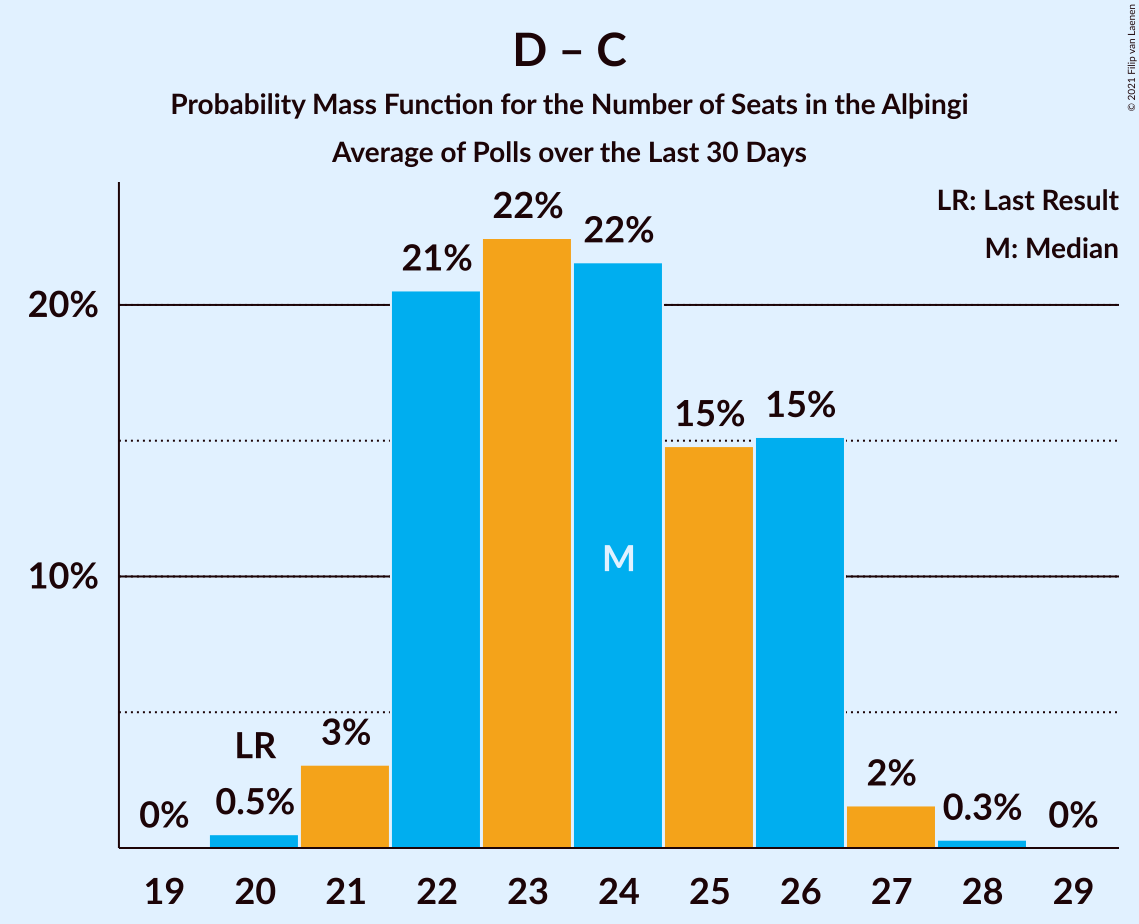 D – C
Probability Mass Function for the Number of Seats in the Alþingi
Average of Polls over the Last 30 Days
© 2021 Filip van Laenen
LR: Last Result
M: Median
20%
10%
0%
LR
0.5%
3%
21%
22%
22%
M
15%
15%
2%
0.3%
0%
19 20 21 22 23 24 25 26 27 28 29